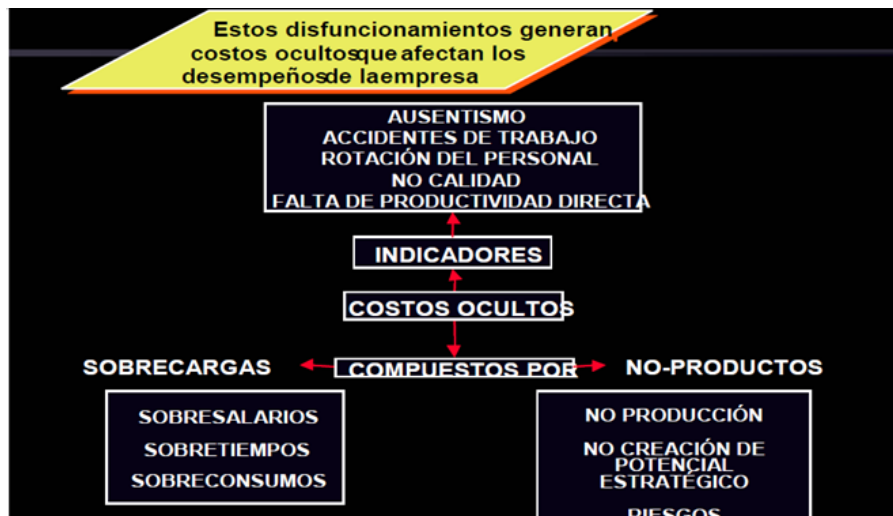 Estos disfuncionamientos generan
costos ocultosque afectan los
desempeñosde laempresa
AUSENTISMO
ACCIDENTES DE TRABAJO
ROTACIÓN DEL PERSONAL
NO CALIDAD
FALTA DE PRODUCTIVIDAD DIRECTA
INDICADORES
COSTOS OCULTOS
SOBRECARGAS
COMPUESTOS POR
NO-PRODUCTOS
SOBRESALARIOS
SOBRETIEMPOS
SOBRECONSUMOS
NO PRODUCCIÓN
NO CREACIÓN DE
POTENCIAL
ESTRATÉGICO
RIESGOS